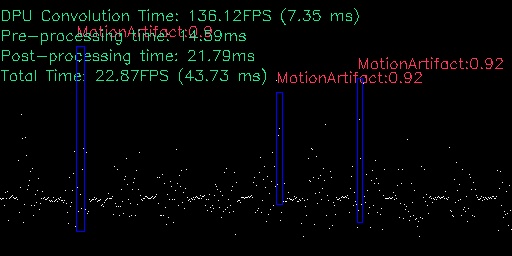 DPU Convolution Time: 136.12FPS (7.35 ms)
Pre-processing time: 14.59ms
MotionArtifact:0.9
Post-processing time: 21.79ms
Total Time: 22.87FPS (43.73 ms)
MotionArtifact:0.92
MotionArtifact:0.92